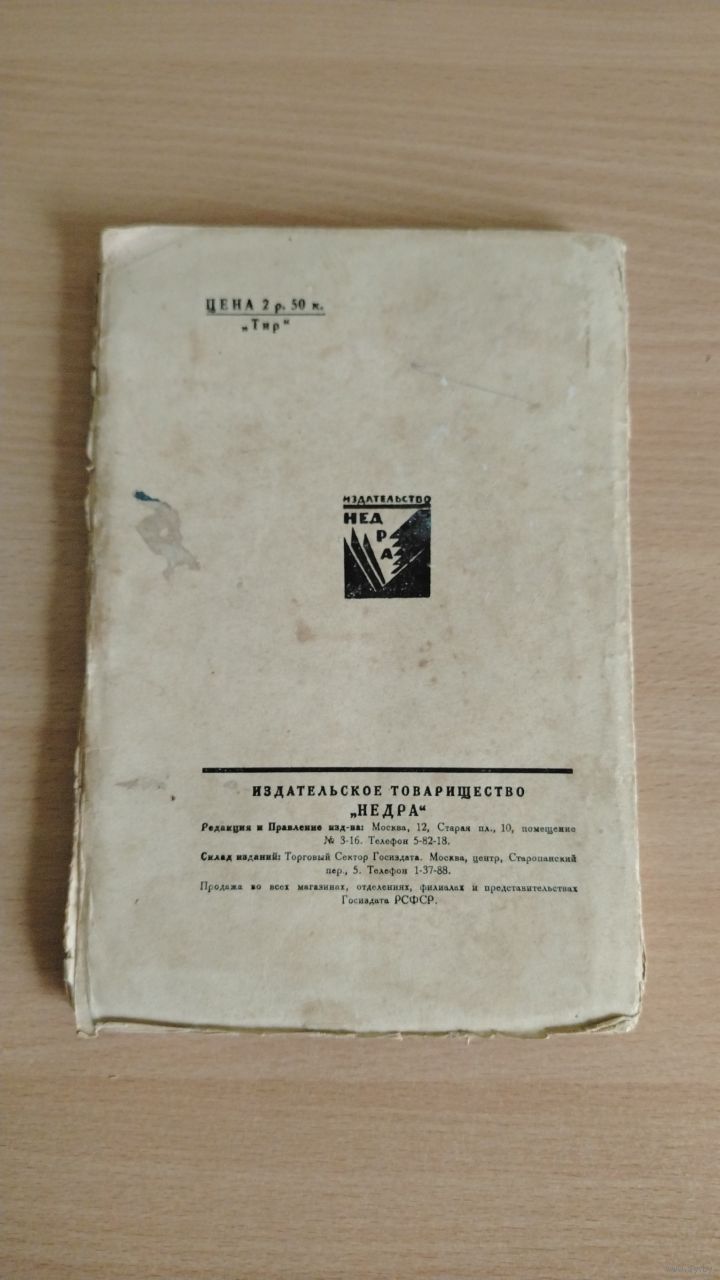 ЦЕНА 2 р. 50 к.
„Тир“
ИЗДАТЕЛЬСТВО
НЕД
Р
А
ИЗДАТЕЛЬСКОЕ ТОВАРИЩЕСТВО
„НЕДРА“
Редакция и Правление изд-ва: Москва, 12, Старая пл., 10, помещение
№ 3-16. Телефон 5-82-18.
Склад изданий: Торговый Сектор Госиздата. Москва, центр, Старопанский
пер., 5. Телефон 1-37-88.
Продажа во всех магазинах, отделениях, филиалах и представительствах
Госиздата РСФСР.